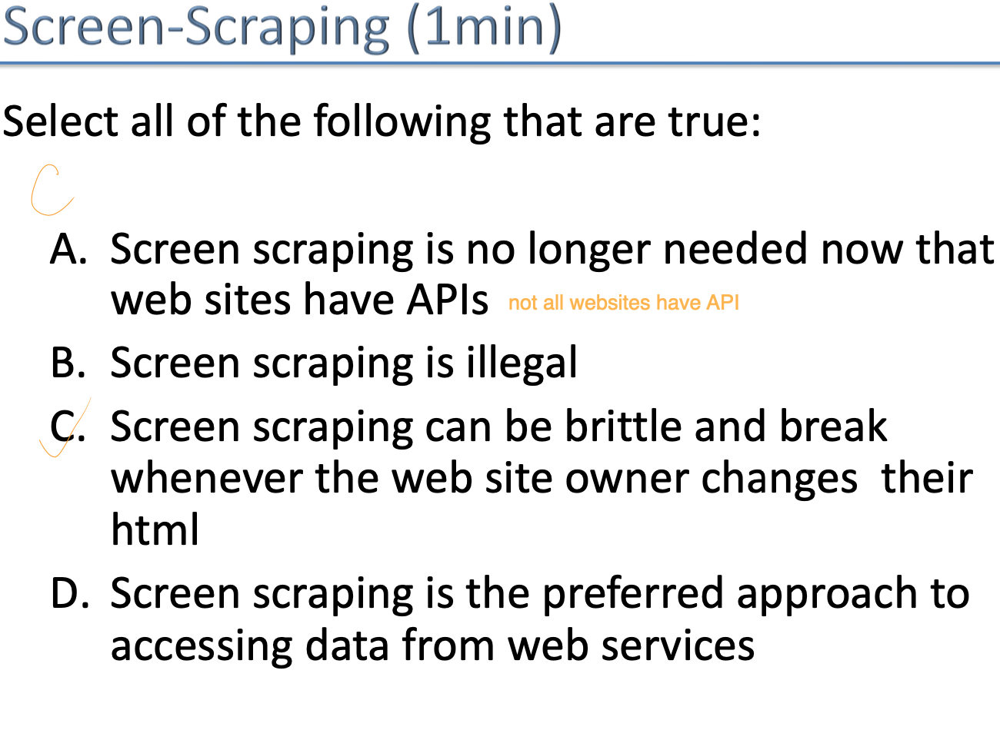 Screen-Scraping (1min)
Select all of the following that are true:
C
A. Screen scraping is no longer needed now that
web sites have APIs not all websites have API
B. Screen scraping is illegal
C. Screen scraping can be brittle and break
whenever the web site owner changes their
html
D. Screen scraping is the preferred approach to
accessing data from web services